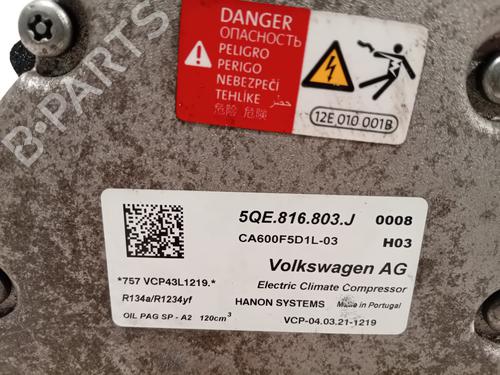 DANGER
ОПАСНОСТЬ
PELIGRO
PERIGO
NEBEZPEČÍ
TEHLİKE
危险 危険 خطر
12E 010 001B
B-PARTS
5QE.816.803.J 0008
CA600F5D1L-03 H03
Volkswagen AG
*757 VCP43L1219.* Electric Climate Compressor
R134a/R1234yf HANON SYSTEMS Made in Portugal
OIL PAG SP - A2 120cm³ VCP-04.03.21-1219